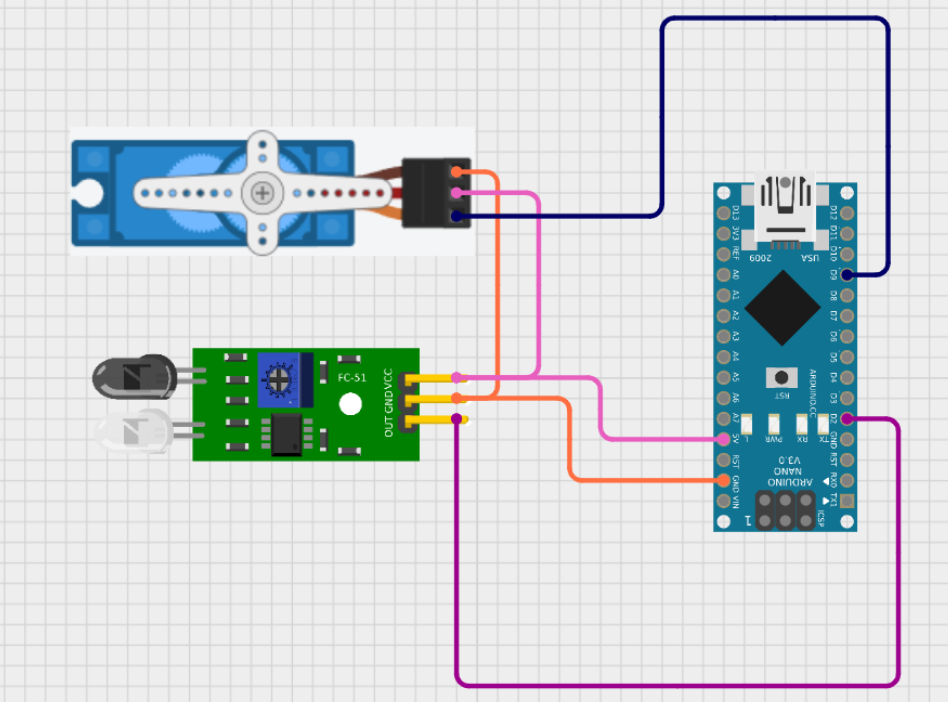 FC-51
OUT GND VCC
D13
3V3
REF
A0
A1
A2
A3
A4
A5
A6
A7
5V
RST
GND
VIN
2009
USA
D12
D11
D10
D9
D8
D7
D6
D5
D4
D3
D2
GND
RST
RX0
TX1
RST
ARDUINO.CC
L
PWR
RX
TX
ARDUINO
NANO
V3.0
ICSP
1